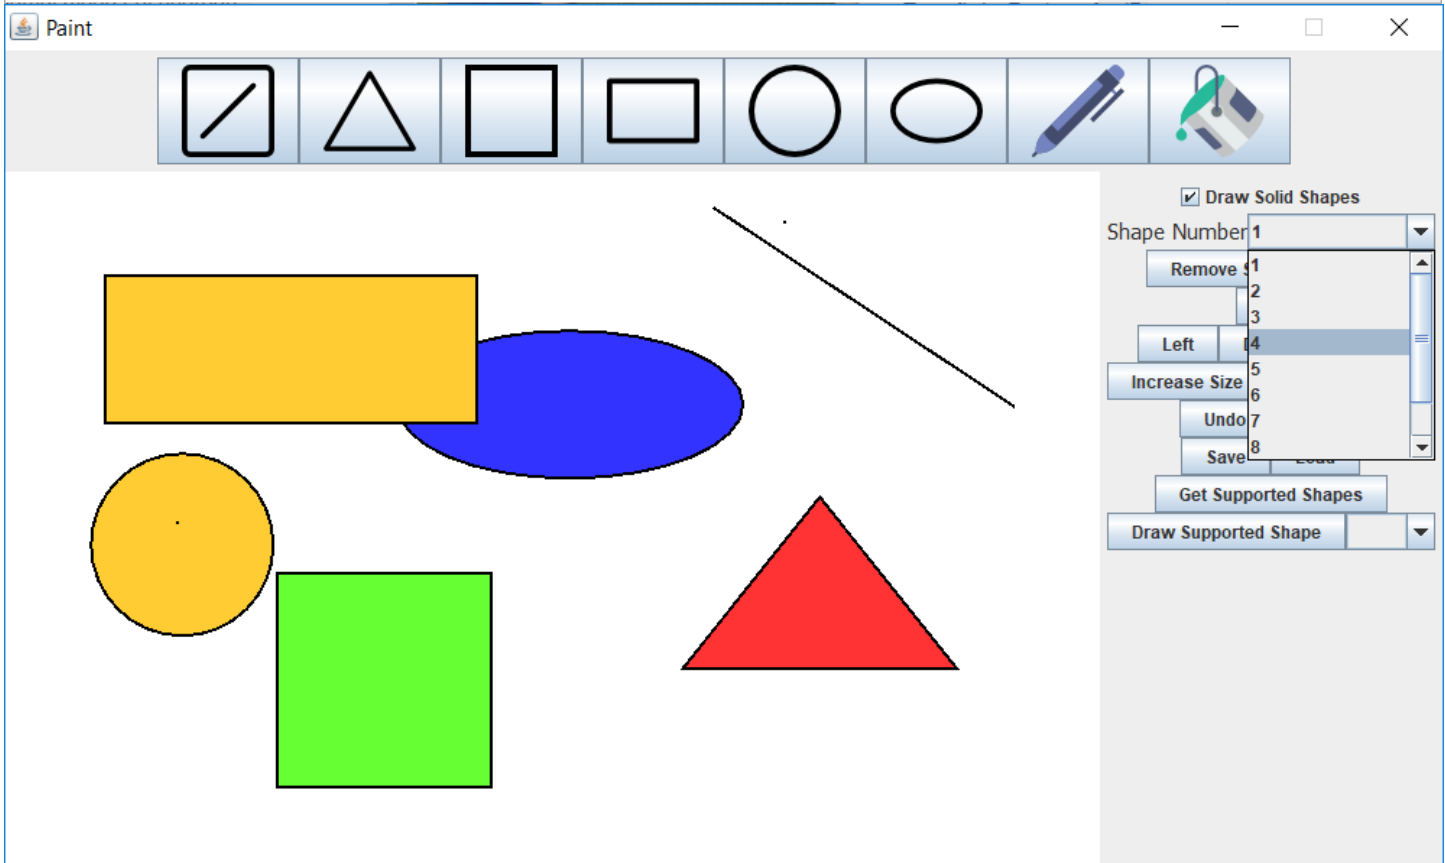 Paint
Draw Solid Shapes
Shape Number 1
Remove
1
2
3
Left
4
5
Increase Size
6
Undo
7
Save
8
Get Supported Shapes
Draw Supported Shape